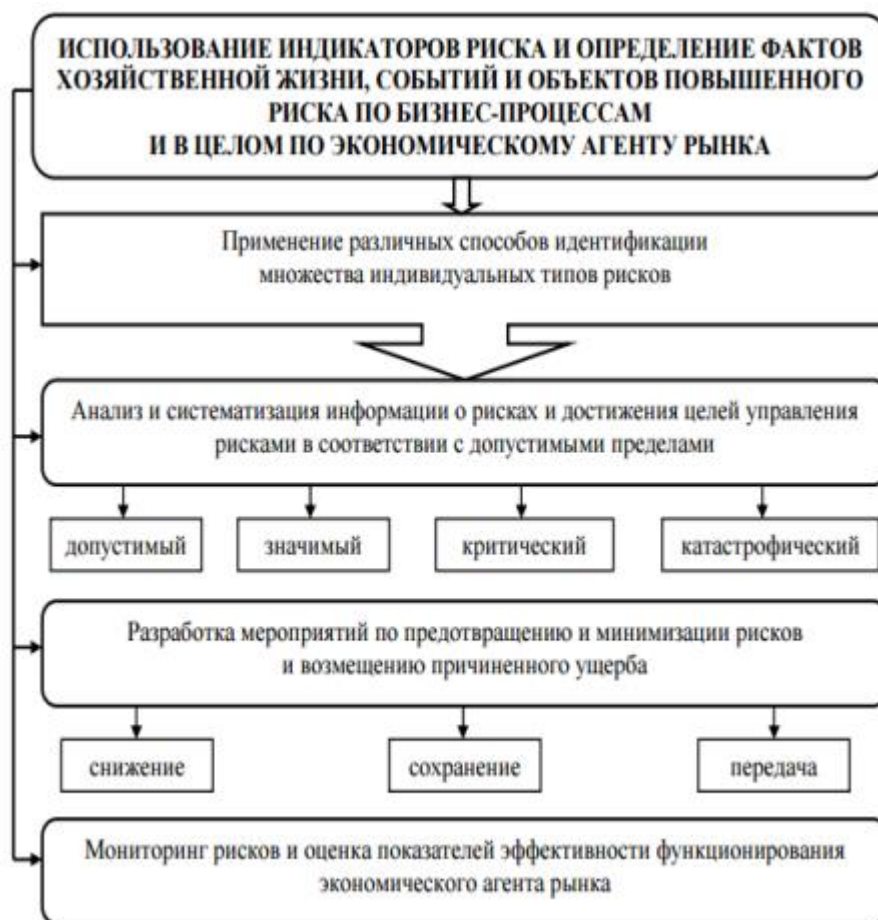 ИСПОЛЬЗОВАНИЕ ИНДИКАТОРОВ РИСКА И ОПРЕДЕЛЕНИЕ ФАКТОВ
ХОЗЯЙСТВЕННОЙ ЖИЗНИ, СОБЫТИЙ И ОБЪЕКТОВ ПОВЫШЕННОГО
РИСКА ПО БИЗНЕС-ПРОЦЕССАМ
И В ЦЕЛОМ ПО ЭКОНОМИЧЕСКОМУ АГЕНТУ РЫНКА
Применение различных способов идентификации
множества индивидуальных типов рисков
Анализ и систематизация информации о рисках и достижения целей управления
рисками в соответствии с допустимыми пределами
допустимый
значимый
критический
катастрофический
Разработка мероприятий по предотвращению и минимизации рисков
и возмещению причиненного ущерба
снижение
сохранение
передача
Мониторинг рисков и оценка показателей эффективности функционирования
экономического агента рынка